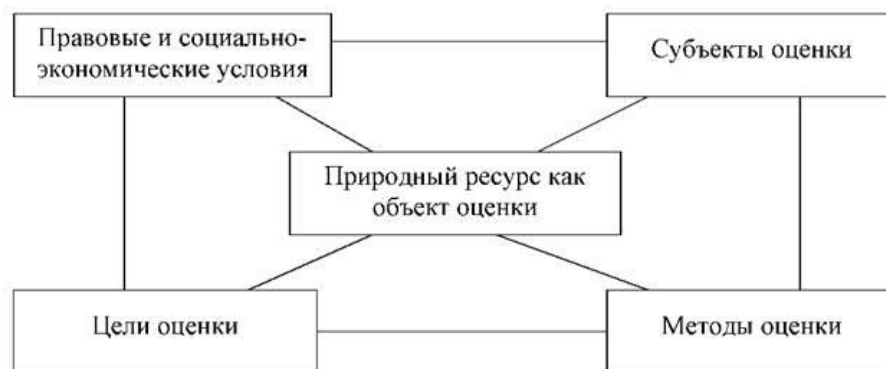 Правовые и социально-
экономические условия
Субъекты оценки
Природный ресурс как
объект оценки
Цели оценки
Методы оценки